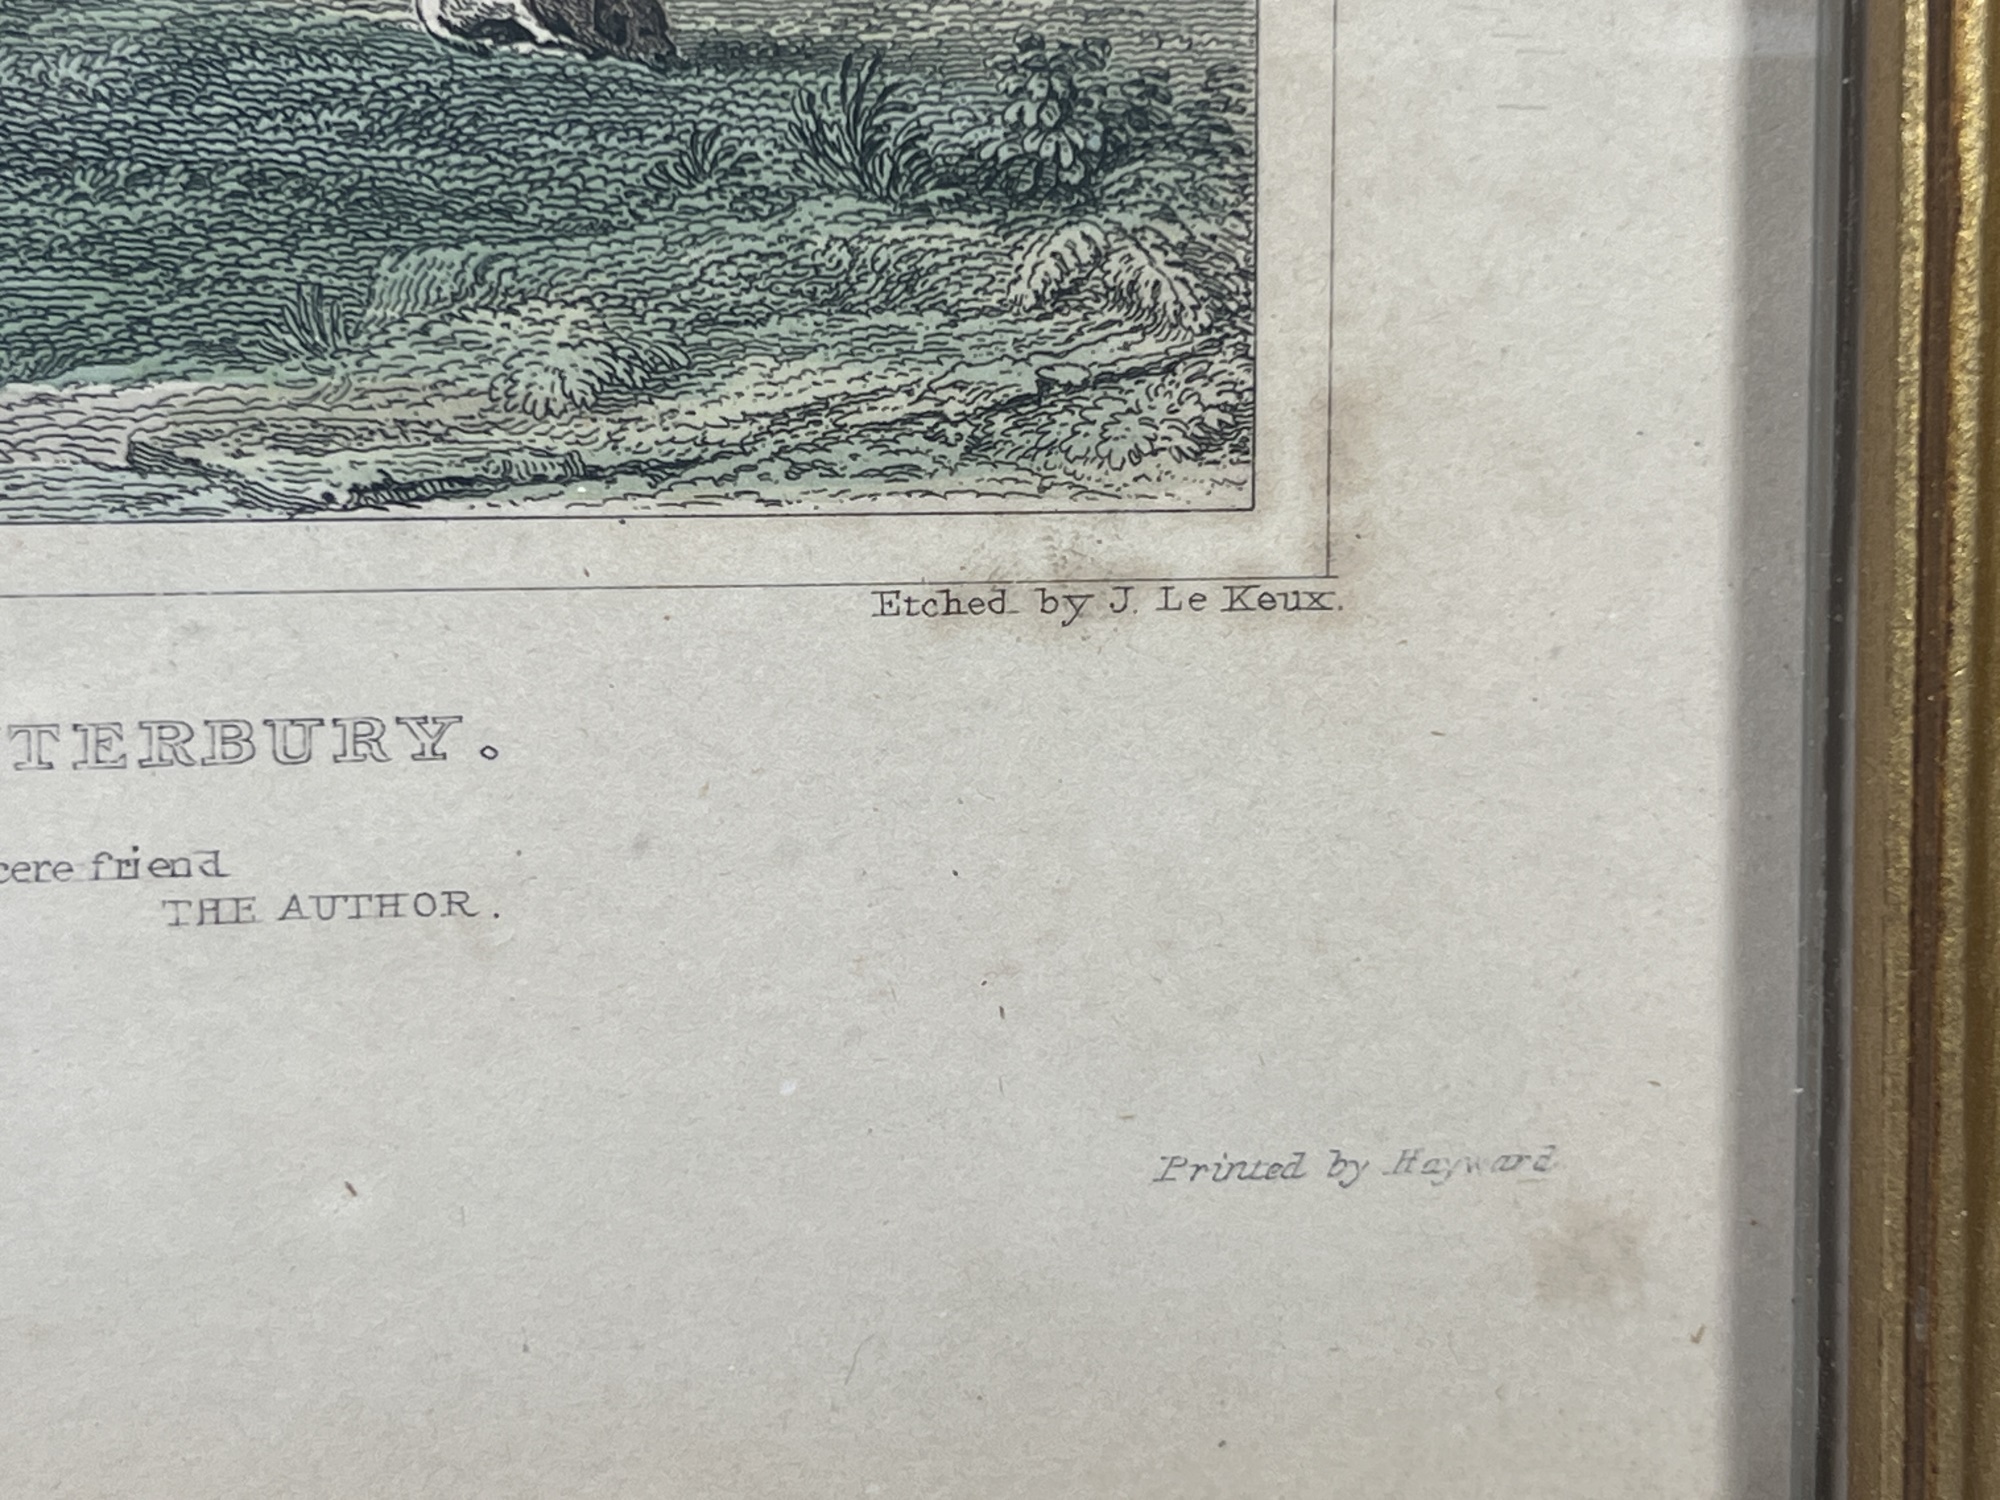 Etched by J. Le Keux.
TERBURY.
cere friend
THE AUTHOR.
Printed by Hayward